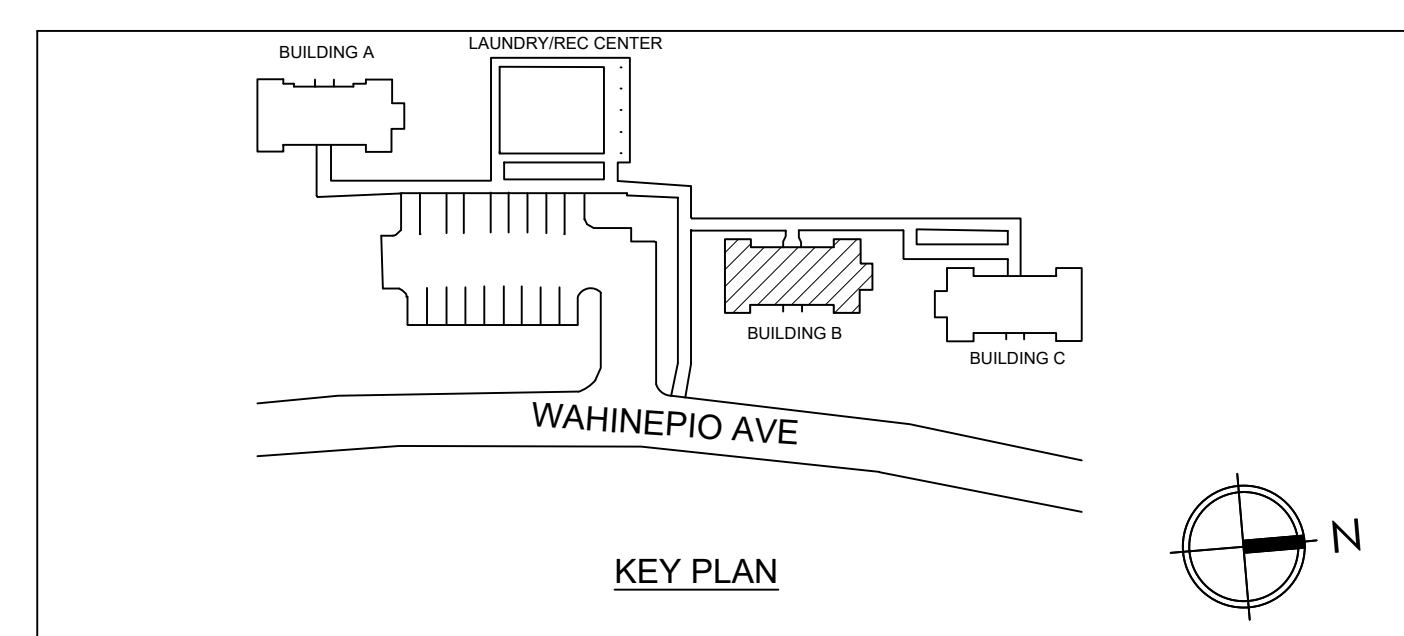 BUILDING A
LAUNDRY/REC CENTER
BUILDING B
BUILDING C
WAHINEPIO AVE
N
KEY PLAN